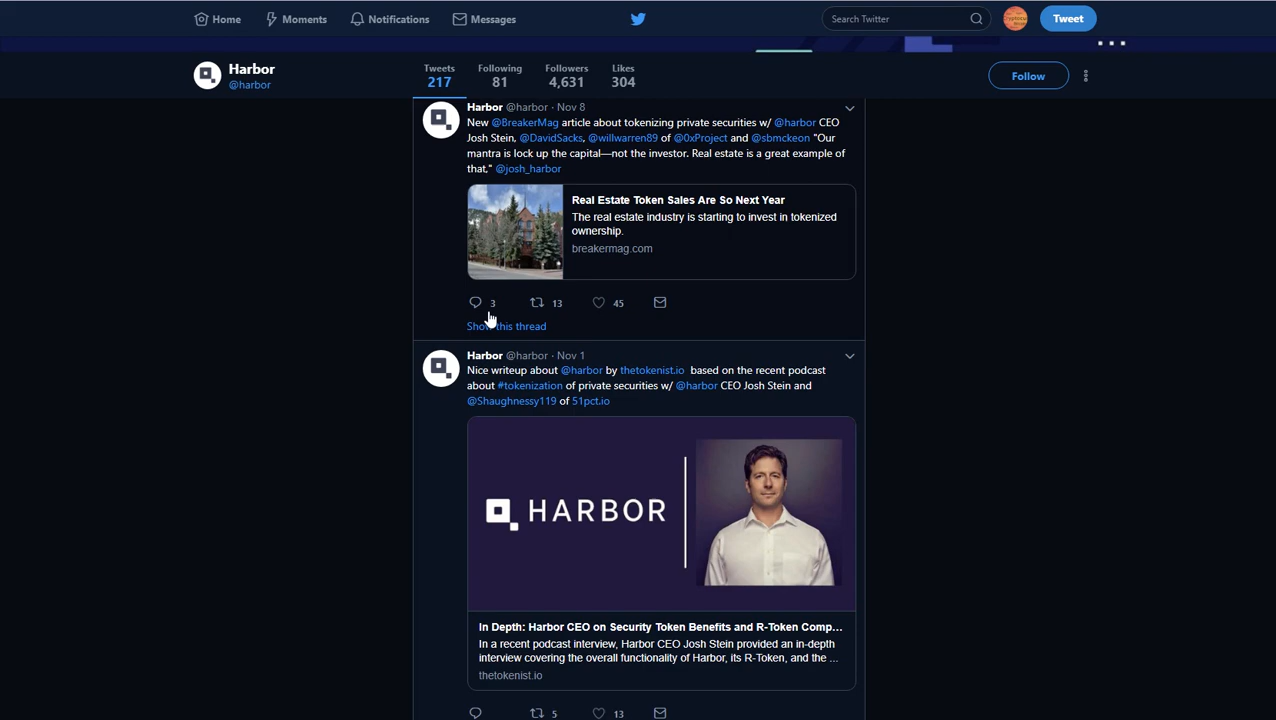 Home Moments Notifications Messages Search Twitter Tweet
Harbor
@harbor
Tweets Following Followers Likes
217 81 4,631 304
Follow
Harbor @harbor · Nov 8
New @BreakerMag article about tokenizing private securities w/ @harbor CEO
Josh Stein, @DavidSacks, @willwarren89 of @0xProject and @sbmckeon "Our
mantra is lock up the capital—not the investor. Real estate is a great example of
that," @josh_harbor
Real Estate Token Sales Are So Next Year
The real estate industry is starting to invest in tokenized
ownership.
breakermag.com
3 13 45
Show this thread
Harbor @harbor · Nov 1
Nice writeup about @harbor by thetokenist.io based on the recent podcast
about #tokenization of private securities w/ @harbor CEO Josh Stein and
@Shaughnessy119 of 51pct.io
HARBOR
In Depth: Harbor CEO on Security Token Benefits and R-Token Comp...
In a recent podcast interview, Harbor CEO Josh Stein provided an in-depth
interview covering the overall functionality of Harbor, its R-Token, and the ...
thetokenist.io
5 13